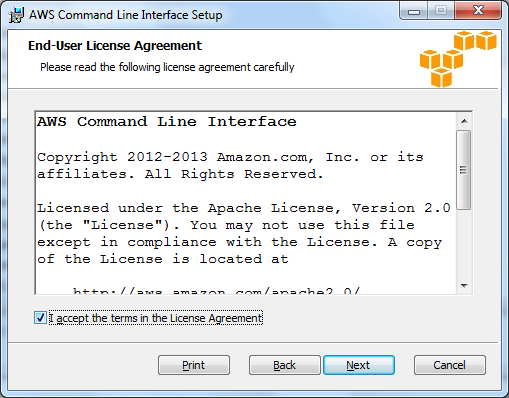 AWS Command Line Interface Setup
End-User License Agreement
Please read the following license agreement carefully
AWS Command Line Interface
Copyright 2012-2013 Amazon.com, Inc. or its
affiliates. All Rights Reserved.
Licensed under the Apache License, Version 2.0
(the "License"). You may not use this file
except in compliance with the License. A copy
of the License is located at
http://aws.amazon.com/apache2.0/
I accept the terms in the License Agreement
Print Back Next Cancel